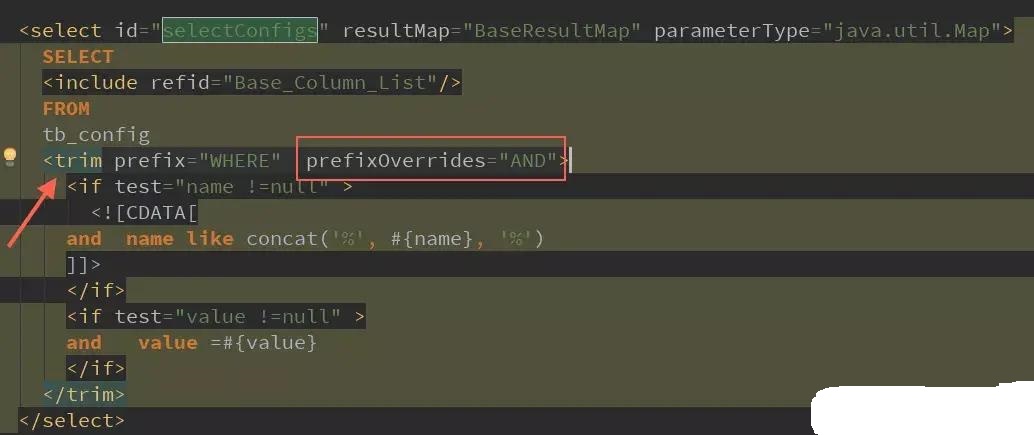 <select id="selectConfigs" resultMap="BaseResultMap" parameterType="java.util.Map">
SELECT
<include refid="Base_Column_List"/>
FROM
tb_config
<trim prefix="WHERE" prefixOverrides="AND">
<if test="name !=null" >
<![CDATA[
and name like concat('%', #{name}, '%')
]]>
</if>
<if test="value !=null" >
and value =#{value}
</if>
</trim>
</select>